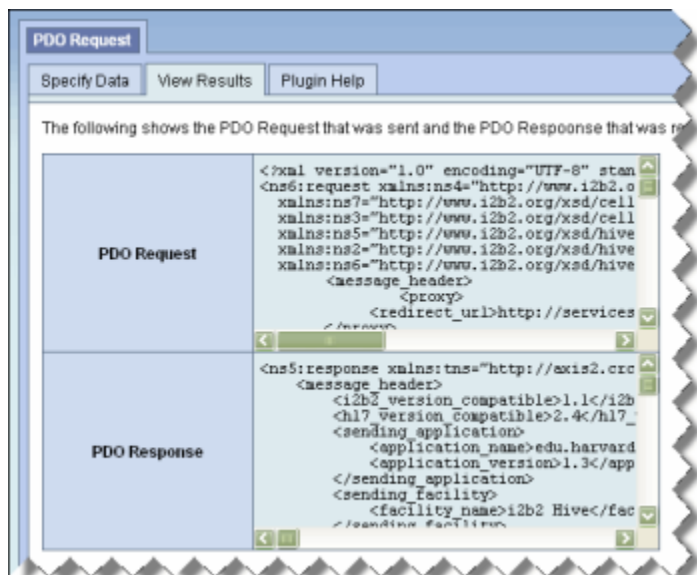 PDO Request
Specify Data View Results Plugin Help
The following shows the PDO Request that was sent and the PDO Respoonse that was
PDO Request
<?xml version="1.0" encoding="UTF-8" stan
<ns6:request xmlns:ns4="http://www.i2b2.o
xmlns:ns7="http://www.i2b2.org/xsd/cell
xmlns:ns3="http://www.i2b2.org/xsd/cell
xmlns:ns5="http://www.i2b2.org/xsd/hive
xmlns:ns2="http://www.i2b2.org/xsd/hive
xmlns:ns6="http://www.i2b2.org/xsd/hive
<message_header>
<proxy>
<redirect_url>http://services
</proxy>
PDO Response
<ns5:response xmlns:tns="http://axis2.crc
<message_header>
<i2b2_version_compatible>1.1</i2b
<hl7_version_compatible>2.4</hl7_
<sending_application>
<application_name>edu.harvard
<application_version>1.3</app
</sending_application>
<sending_facility>
<facility_name>i2b2 Hive</fac
</sending_facility>